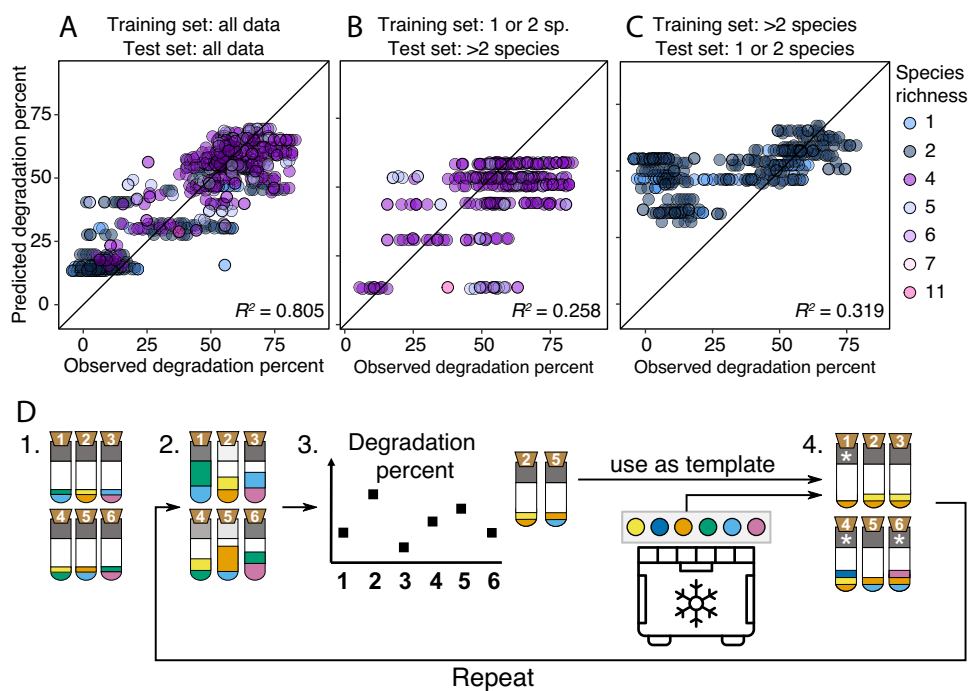 A
Training set: all data
Test set: all data
B
Training set: 1 or 2 sp.
Test set: >2 species
C
Training set: >2 species
Test set: 1 or 2 species
Predicted degradation percent
75
50
25
0
R² = 0.805
0 25 50 75
Observed degradation percent
R² = 0.258
0 25 50 75
Observed degradation percent
R² = 0.319
0 25 50 75
Observed degradation percent
Species
richness
1
2
4
5
6
7
11
D
1.
1 2 3
4 5 6
2.
1 2 3
4 5 6
3.
Degradation
percent
1 2 3 4 5 6
2 5
use as template
4.
1 2 3
*
4 5 6
* *
Repeat